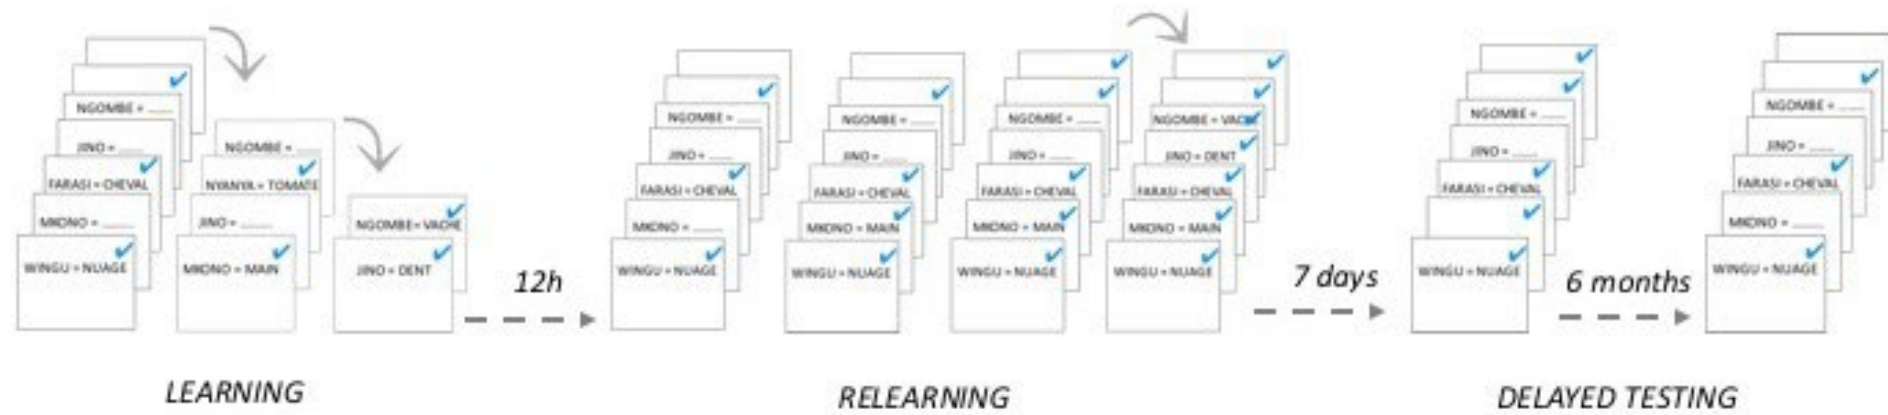 NGOMBE = ......
JINO = ......
FARASI = CHEVAL
MKONO = ......
WINGU = NUAGE
NGOMBE = ......
NYANYA = TOMATE
JINO = ......
MKONO = MAIN
NGOMBE = VACHE
JINO = DENT
12h
NGOMBE = ......
JINO = ......
FARASI = CHEVAL
MKONO = ......
WINGU = NUAGE
NGOMBE = ......
JINO = ......
FARASI = CHEVAL
MKONO = MAIN
WINGU = NUAGE
NGOMBE = ......
JINO = ......
FARASI = CHEVAL
MKONO = MAIN
WINGU = NUAGE
NGOMBE = VACHE
JINO = DENT
FARASI = CHEVAL
MKONO = MAIN
WINGU = NUAGE
7 days
NGOMBE = ......
JINO = ......
FARASI = CHEVAL
WINGU = NUAGE
6 months
NGOMBE = ......
JINO = ......
FARASI = CHEVAL
MKONO = ......
WINGU = NUAGE
LEARNING
RELEARNING
DELAYED TESTING